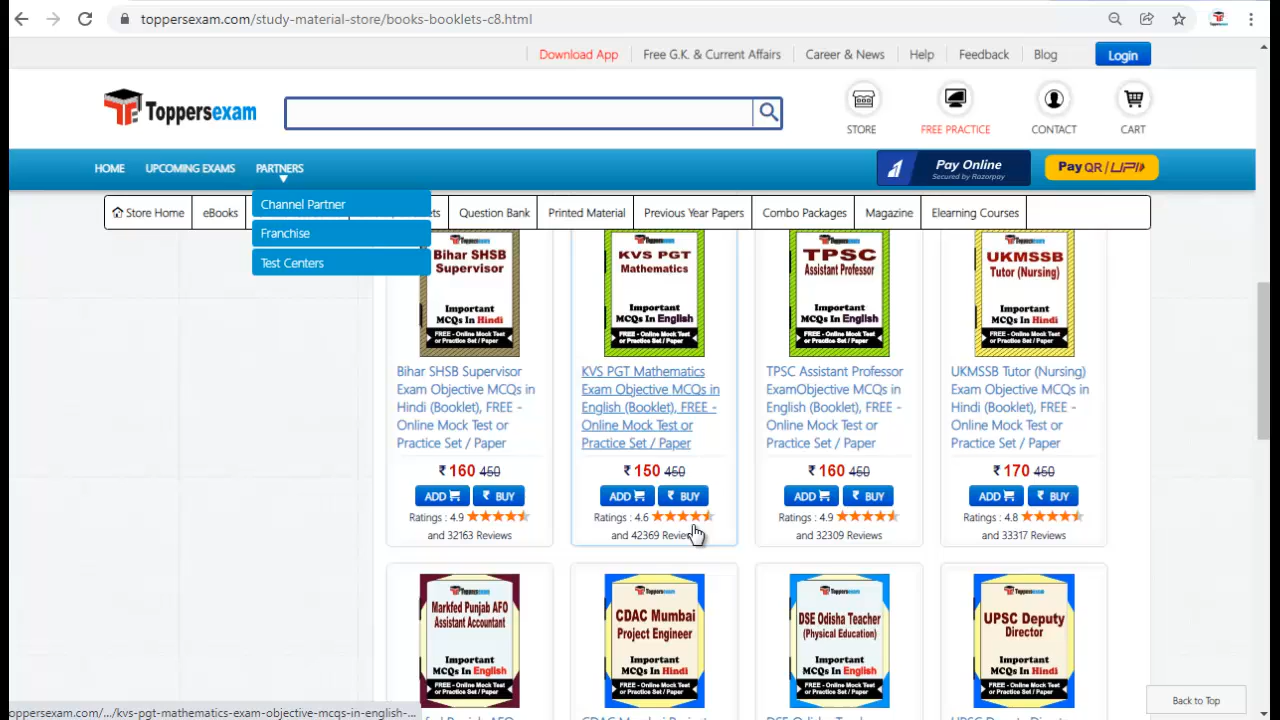 toppersexam.com/study-material-store/books-booklets-c8.html
Download App
Free G.K. & Current Affairs
Career & News
Help
Feedback
Blog
Login
Toppersexam
STORE
FREE PRACTICE
CONTACT
CART
HOME
UPCOMING EXAMS
PARTNERS
Pay Online
Secured by Razorpay
Pay QR/UPI
Channel Partner
Franchise
Test Centers
Store Home
eBooks
Question Bank
Printed Material
Previous Year Papers
Combo Packages
Magazine
Elearning Courses
Toppersexam
Bihar SHSB
Supervisor
Important
MCQs In Hindi
FREE - Online Mock Test
or Practice Set / Paper
Bihar SHSB Supervisor
Exam Objective MCQs in
Hindi (Booklet), FREE -
Online Mock Test or
Practice Set / Paper
₹ 160 450
ADD
₹ BUY
Ratings : 4.9
and 32163 Reviews
Toppersexam
KVS PGT
Mathematics
Important
MCQs In English
FREE - Online Mock Test
or Practice Set / Paper
KVS PGT Mathematics
Exam Objective MCQs in
English (Booklet), FREE -
Online Mock Test or
Practice Set / Paper
₹ 150 450
ADD
₹ BUY
Ratings : 4.6
and 42369
Toppersexam
TPSC
Assistant Professor
Important
MCQs In English
FREE - Online Mock Test
or Practice Set / Paper
TPSC Assistant Professor
ExamObjective MCQs in
English (Booklet), FREE -
Online Mock Test or
Practice Set / Paper
₹ 160 450
ADD
₹ BUY
Ratings : 4.9
and 32309 Reviews
Toppersexam
UKMSSB
Tutor (Nursing)
Important
MCQs In Hindi
FREE - Online Mock Test
or Practice Set / Paper
UKMSSB Tutor (Nursing)
Exam Objective MCQs in
Hindi (Booklet), FREE -
Online Mock Test or
Practice Set / Paper
₹ 170 450
ADD
₹ BUY
Ratings : 4.8
and 33317 Reviews
Toppersexam
Markfed Punjab AFO
Assistant Accountant
Important
MCQs In English
FREE - Online Mock Test
or Practice Set / Paper
Toppersexam
CDAC Mumbai
Project Engineer
Important
MCQs In Hindi
FREE - Online Mock Test
or Practice Set / Paper
Toppersexam
DSE Odisha Teacher
(Physical Education)
Important
MCQs In English
FREE - Online Mock Test
or Practice Set / Paper
Toppersexam
UPSC Deputy
Director
Important
MCQs In Hindi
FREE - Online Mock Test
or Practice Set / Paper
Back to Top
oppersexam.com/.../kvs-pgt-mathematics-exam-objective-mcqs-in-english-...